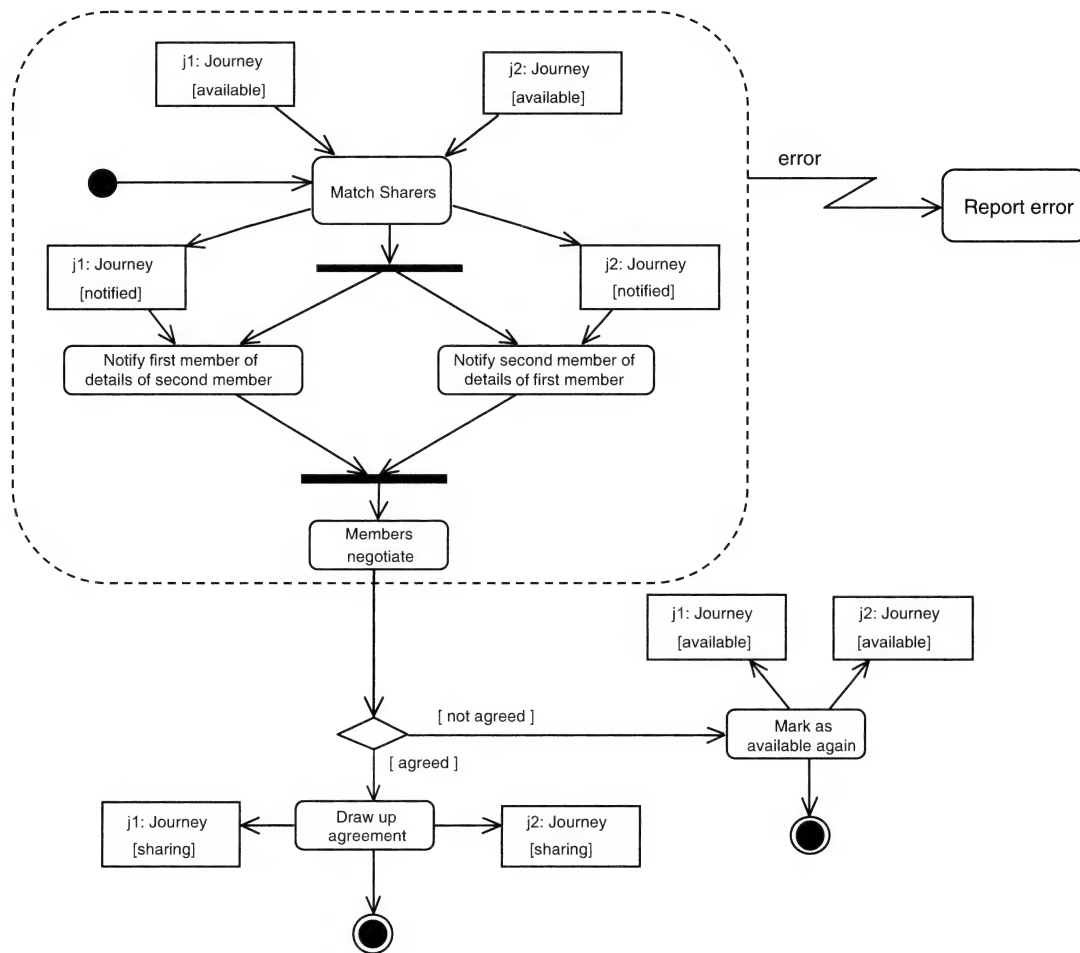 j1: Journey
[available]
j2: Journey
[available]
error
Match Sharers
Report error
j1: Journey
[notified]
j2: Journey
[notified]
Notify first member of
details of second member
Notify second member of
details of first member
Members
negotiate
j1: Journey
[available]
j2: Journey
[available]
[ not agreed ]
Mark as
available again
[ agreed ]
j1: Journey
[sharing]
Draw up
agreement
j2: Journey
[sharing]